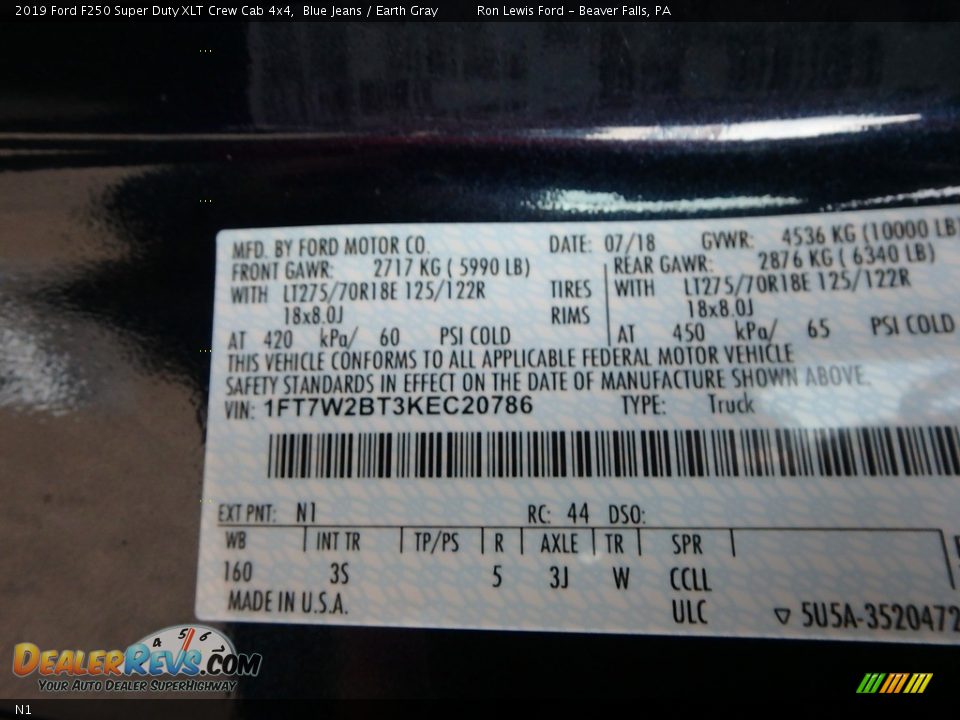 2019 Ford F250 Super Duty XLT Crew Cab 4x4, Blue Jeans / Earth Gray Ron Lewis Ford - Beaver Falls, PA
MFD. BY FORD MOTOR CO. DATE: 07/18 GVWR: 4536 KG (10000 LB)
FRONT GAWR: 2717 KG ( 5990 LB) REAR GAWR: 2876 KG ( 6340 LB)
WITH LT275/70R18E 125/122R TIRES WITH LT275/70R18E 125/122R
18x8.0J RIMS 18x8.0J
AT 420 kPa/ 60 PSI COLD AT 450 kPa/ 65 PSI COLD
THIS VEHICLE CONFORMS TO ALL APPLICABLE FEDERAL MOTOR VEHICLE
SAFETY STANDARDS IN EFFECT ON THE DATE OF MANUFACTURE SHOWN ABOVE.
VIN: 1FT7W2BT3KEC20786 TYPE: Truck
EXT PNT: N1 RC: 44 DSO:
WB INT TR TP/PS R AXLE TR SPR
160 3S 5 3J W CCLL
MADE IN U.S.A. ULC 5U5A-3520472
4 5 6
DEALERREVS.COM
YOUR AUTO DEALER SUPERHIGHWAY
N1